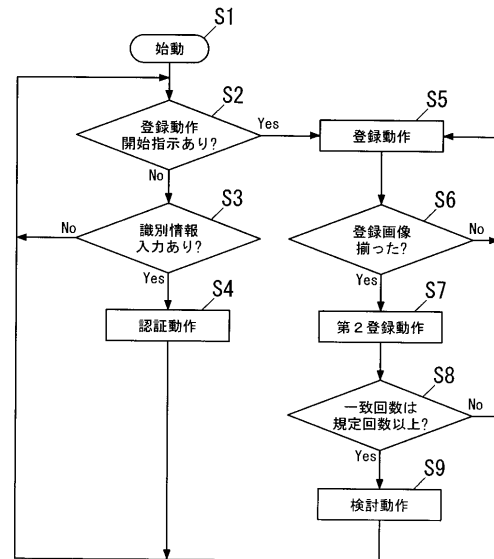 S1
始動
S2
登録動作
開始指示あり?
Yes
No
S3
識別情報
入力あり?
No
Yes
S4
認証動作
S5
登録動作
S6
登録画像
揃った?
No
Yes
S7
第2登録動作
S8
一致回数は
規定回数以上?
No
Yes
S9
検討動作